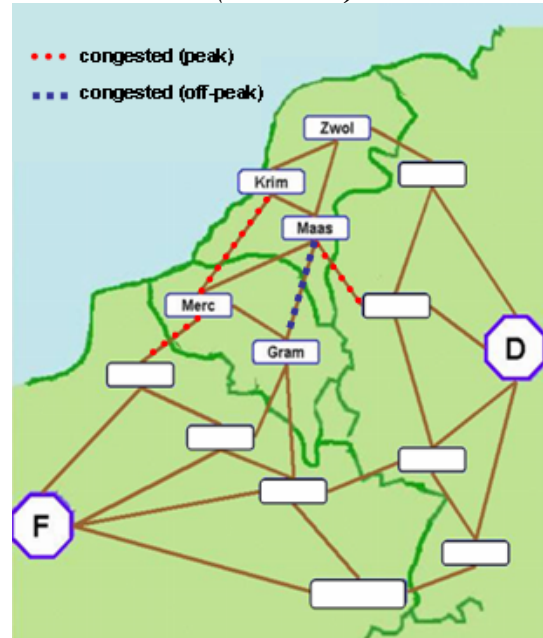 congested (peak)
congested (off-peak)
Zwol
Krim
Maas
Merc
Gram
D
F